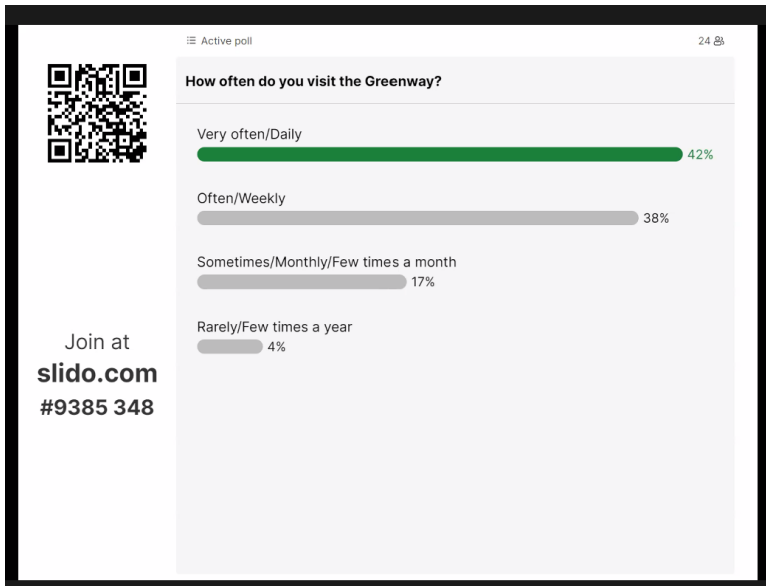 Active poll
24
How often do you visit the Greenway?
Very often/Daily
42%
Often/Weekly
38%
Sometimes/Monthly/Few times a month
17%
Rarely/Few times a year
4%
Join at
slido.com
#9385 348